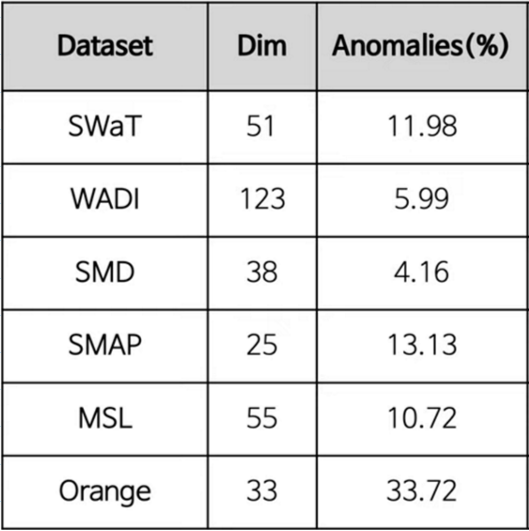 Dataset Dim Anomalies(%)
SWaT 51 11.98
WADI 123 5.99
SMD 38 4.16
SMAP 25 13.13
MSL 55 10.72
Orange 33 33.72